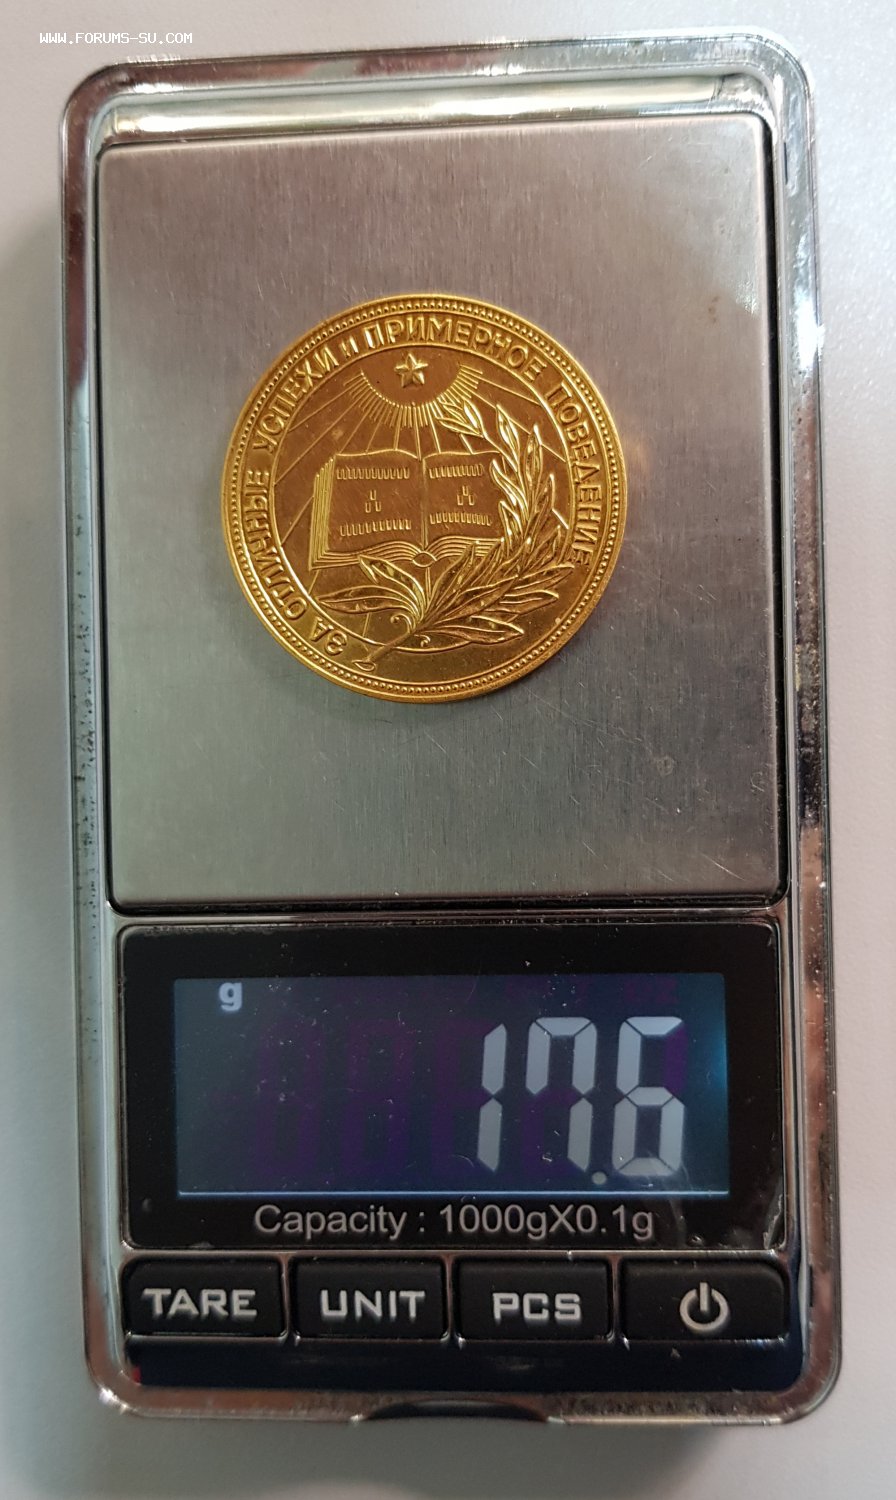 WWW.FORUMS-SU.COM
ЗА ОТЛИЧНЫЕ УСПЕХИ И ПРИМЕРНОЕ ПОВЕДЕНИЕ
g
17.6
Capacity : 1000gX0.1g
TARE UNIT PCS